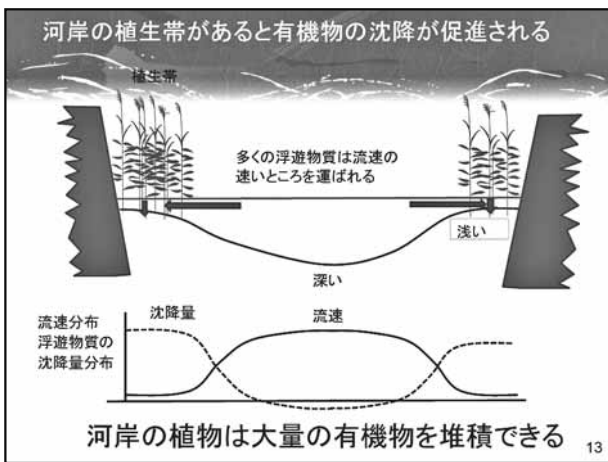 河岸の植生帯があると有機物の沈降が促進される
植生帯
多くの浮遊物質は流速の
速いところを運ばれる
浅い
深い
沈降量
流速
流速分布
浮遊物質の
沈降量分布
河岸の植物は大量の有機物を堆積できる
13